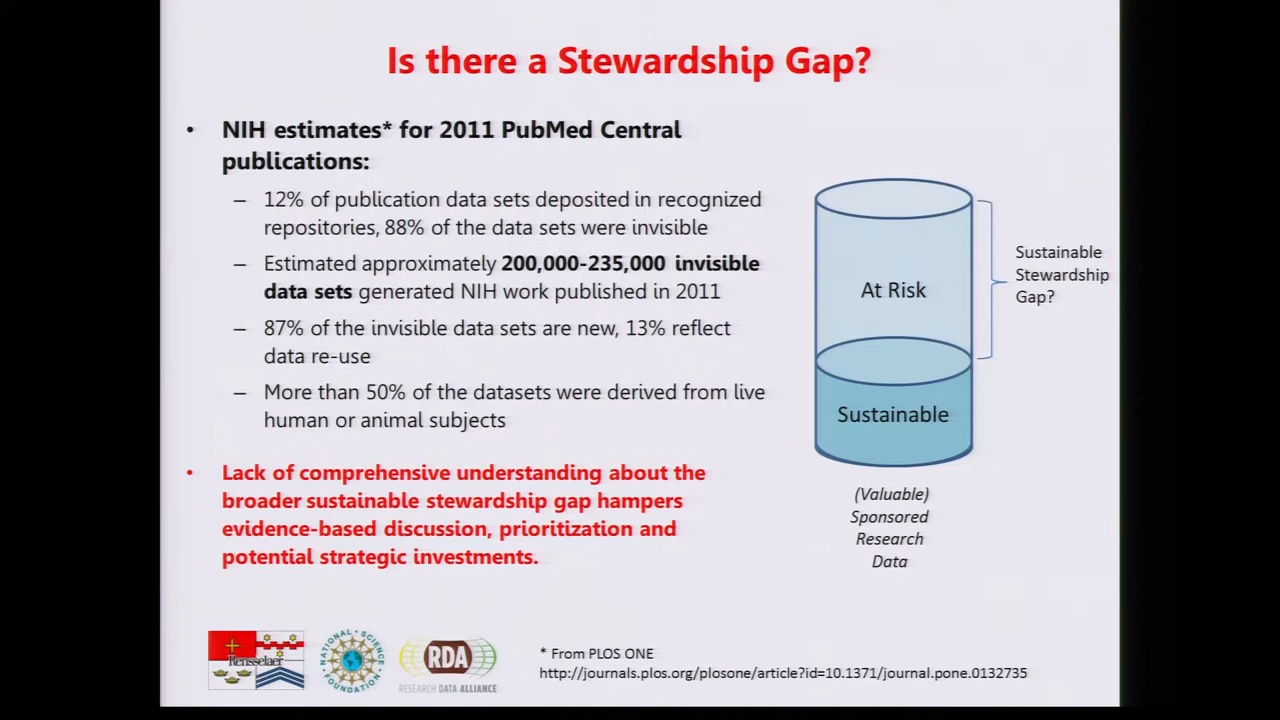 Is there a Stewardship Gap?
• NIH estimates* for 2011 PubMed Central
publications:
– 12% of publication data sets deposited in recognized
repositories, 88% of the data sets were invisible
– Estimated approximately 200,000-235,000 invisible
data sets generated NIH work published in 2011
– 87% of the invisible data sets are new, 13% reflect
data re-use
– More than 50% of the datasets were derived from live
human or animal subjects
• Lack of comprehensive understanding about the
broader sustainable stewardship gap hampers
evidence-based discussion, prioritization and
potential strategic investments.
At Risk
Sustainable
Sustainable
Stewardship
Gap?
(Valuable)
Sponsored
Research
Data
Rensselaer
NATIONAL SCIENCE
FOUNDATION
RDA
RESEARCH DATA ALLIANCE
* From PLOS ONE
http://journals.plos.org/plosone/article?id=10.1371/journal.pone.0132735